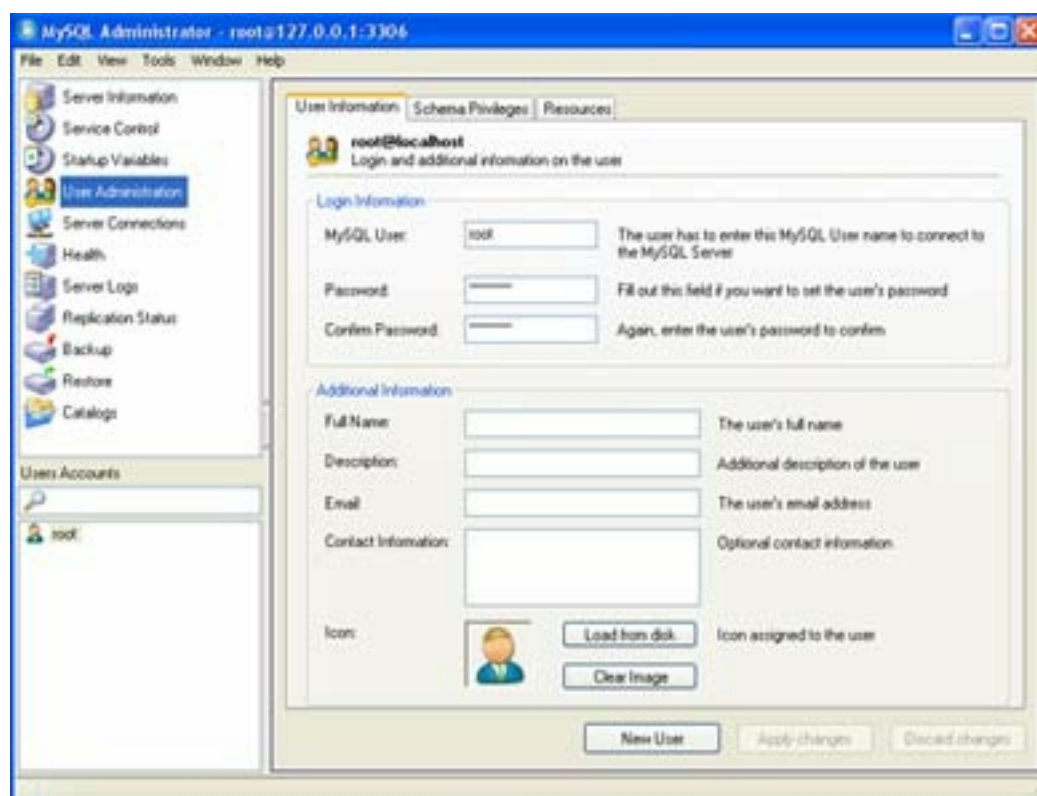 MySQL Administrator - root@127.0.0.1:3306
File Edit View Tools Window Help
Server Information
Service Control
Startup Variables
User Administration
Server Connections
Health
Server Logs
Replication Status
Backup
Restore
Catalogs
Users Accounts
root
User Information Schema Privileges Resources
root@localhost
Login and additional information on the user
Login Information
MySQL User: root The user has to enter this MySQL User name to connect to
the MySQL Server
Password: Fill out this field if you want to set the user's password
Confirm Password: Again, enter the user's password to confirm
Additional Information
Full Name: The user's full name
Description: Additional description of the user
Email: The user's email address
Contact Information: Optional contact information
Icon: Load from disk Icon assigned to the user
Clear Image
New User Apply changes Discard changes